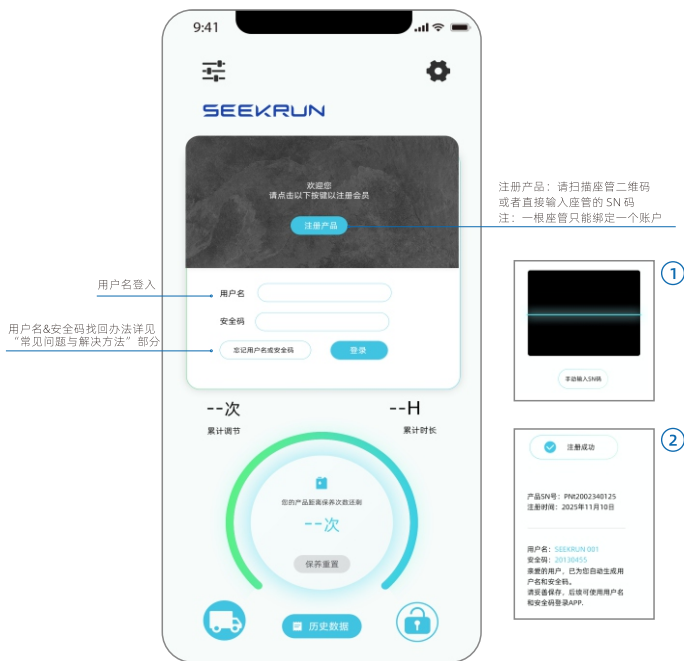 9:41
SEEKRUN
欢迎您
请点击以下按键以注册会员
注册产品
注册产品：请扫描座管二维码
或者直接输入座管的 SN 码
注：一根座管只能绑定一个账户
用户名登入
用户名
用户名&安全码找回办法详见
“常见问题与解决方法”部分
安全码
忘记用户名或安全码
登录
1
手动输入SN码
--次
累计调节
--H
累计时长
您的产品距离保养次数还剩
--次
保养重置
历史数据
2
注册成功
产品SN号：PNt2002340125
注册时间：2025年11月10日
用户名：SEEKRUN 001
安全码：20130455
亲爱的用户，已为您自动生成用
户名和安全码。
请妥善保存，后续可使用用户名
和安全码登录APP.